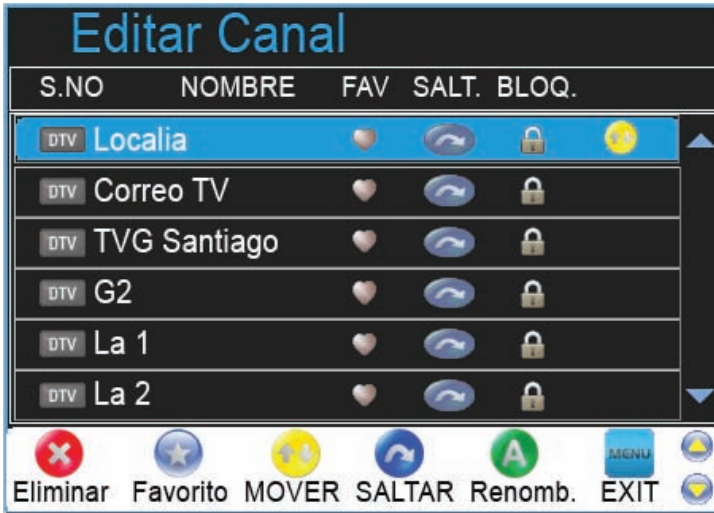 Editar Canal
S.NO NOMBRE FAV SALT. BLOQ.
DTV Localia
DTV Correo TV
DTV TVG Santiago
DTV G2
DTV La 1
DTV La 2
A MENU
Eliminar Favorito MOVER SALTAR Renomb. EXIT